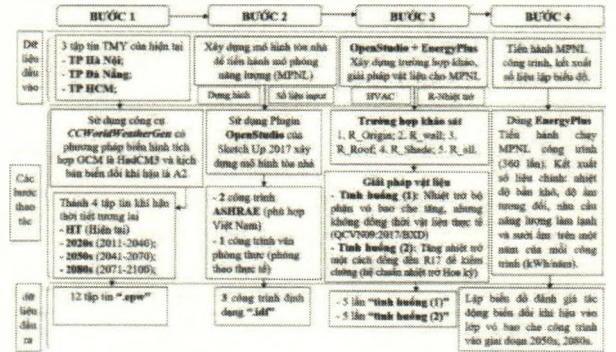 BƯỚC 1
BƯỚC 2
BƯỚC 3
BƯỚC 4
Dữ
liệu
đầu
vào
3 tập tin TMY của hiện tại
- TP Hà Nội;
- TP Đà Nẵng;
- TP HCM;
Xây dựng mô hình tòa nhà
để tiến hành mô phỏng
năng lượng (MPNL)
Dựng hình
Số liệu input
OpenStudio + EnergyPlus
Xây dựng trường hợp khảo,
giải pháp vật liệu cho MPNL
HVAC
R-Nhiệt trở
Tiến hành MPNL
công trình, kết xuất
số liệu lập biểu đồ.
Các
bước
thao
tác
Sử dụng công cụ
CCWorldWeatherGen có
phương pháp biến hình tích
hợp GCM là HadCM3 và kịch
bản biến đổi khí hậu là A2
Thành 4 tập tin khí hậu
thời tiết tương lai
- HT (Hiện tại);
- 2020s (2011-2040);
- 2050s (2041-2070);
- 2080s (2071-2100);
Sử dụng Plugin
OpenStudio của
Sketch Up 2017 xây
dựng mô hình tòa nhà
- 2 công trình
ASHRAE (phù hợp
Việt Nam)
- 1 công trình văn
phòng thực (phỏng
theo thực tế)
Trường hợp khảo sát
1. R_Origin; 2. R_wall; 3.
R_Roof; 4. R_Shade; 5. R_all.
Giải pháp vật liệu
- Tình huống (1): Nhiệt trở bộ
phận vỏ bao che tăng, nhưng
không đồng thời vật liệu thực tế
(QCVN09:2017/BXD)
- Tình huống (2): Tăng nhiệt trở
một cách đồng đều R17 để kiểm
chứng (hệ chuẩn nhiệt trở Hoa kỳ)
Dùng EnergyPlus
Tiến hành chạy
MPNL công trình
(360 lần). Kết xuất
số liệu chính: nhiệt
độ bán khô, độ ẩm
tương đối, nhu cầu
năng lượng làm lạnh
và sưởi ấm trên một
năm của mỗi công
trình (kWh/năm).
dữ
liệu
đầu
ra
12 tập tin “.epw”
3 công trình định
dạng “.idf”
- 5 lần “tình huống (1)”
- 5 lần “tình huống (2)”
Lập biểu đồ đánh giá tác
động biến đổi khí hậu vào
lớp vỏ bao che công trình
vào giai đoạn 2050s, 2080s.